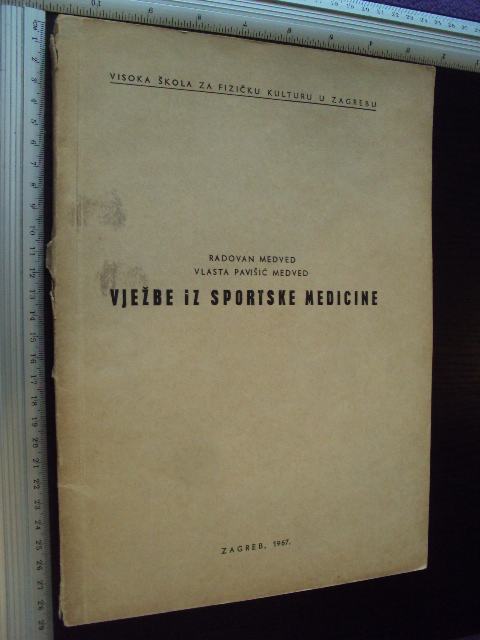 VISOKA ŠKOLA ZA FIZIČKU KULTURU U ZAGREBU
RADOVAN MEDVED
VLASTA PAVIŠIĆ MEDVED
VJEŽBE iZ SPORTSKE MEDICINE
ZAGREB, 1967.